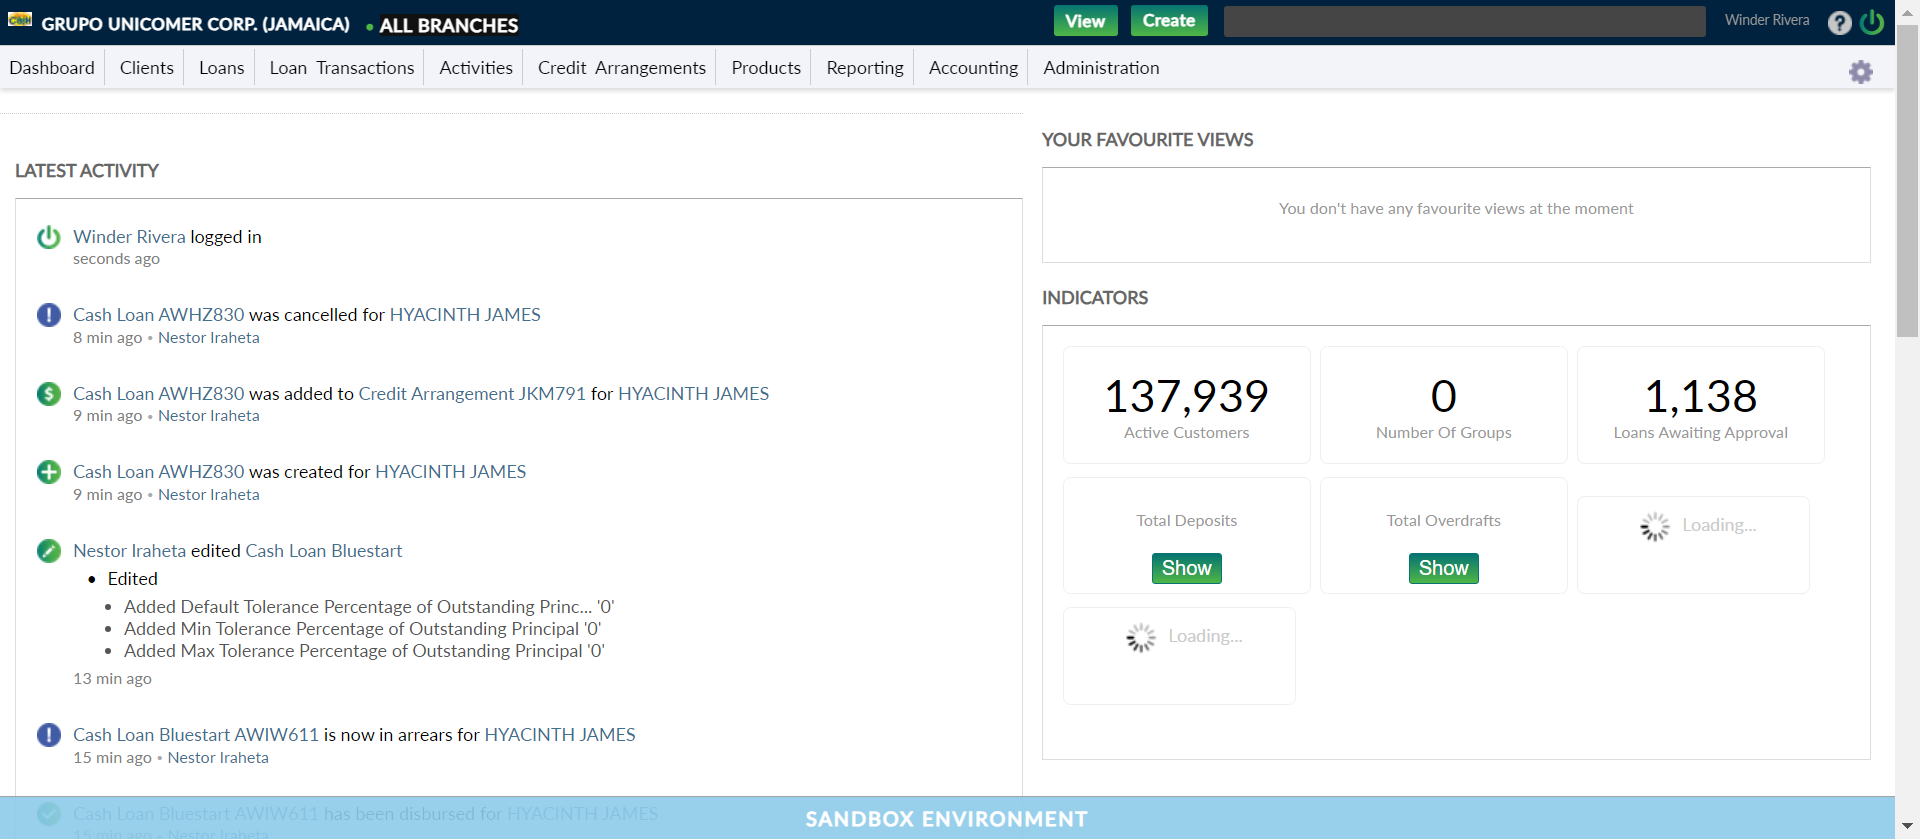 Cash GRUPO UNICOMER CORP. (JAMAICA) • ALL BRANCHES View Create Winder Rivera ?
Dashboard Clients Loans Loan Transactions Activities Credit Arrangements Products Reporting Accounting Administration
LATEST ACTIVITY
Winder Rivera logged in
seconds ago
Cash Loan AWHZ830 was cancelled for HYACINTH JAMES
8 min ago • Nestor Iraheta
Cash Loan AWHZ830 was added to Credit Arrangement JKM791 for HYACINTH JAMES
9 min ago • Nestor Iraheta
Cash Loan AWHZ830 was created for HYACINTH JAMES
9 min ago • Nestor Iraheta
Nestor Iraheta edited Cash Loan Bluestart
• Edited
• Added Default Tolerance Percentage of Outstanding Princ... '0'
• Added Min Tolerance Percentage of Outstanding Principal '0'
• Added Max Tolerance Percentage of Outstanding Principal '0'
13 min ago
Cash Loan Bluestart AWIW611 is now in arrears for HYACINTH JAMES
15 min ago • Nestor Iraheta
Cash Loan Bluestart AWIW611 has been disbursed for HYACINTH JAMES
15 min ago • Nestor Iraheta
YOUR FAVOURITE VIEWS
You don't have any favourite views at the moment
INDICATORS
137,939
Active Customers
0
Number Of Groups
1,138
Loans Awaiting Approval
Total Deposits
Show
Total Overdrafts
Show
Loading...
Loading...
SANDBOX ENVIRONMENT